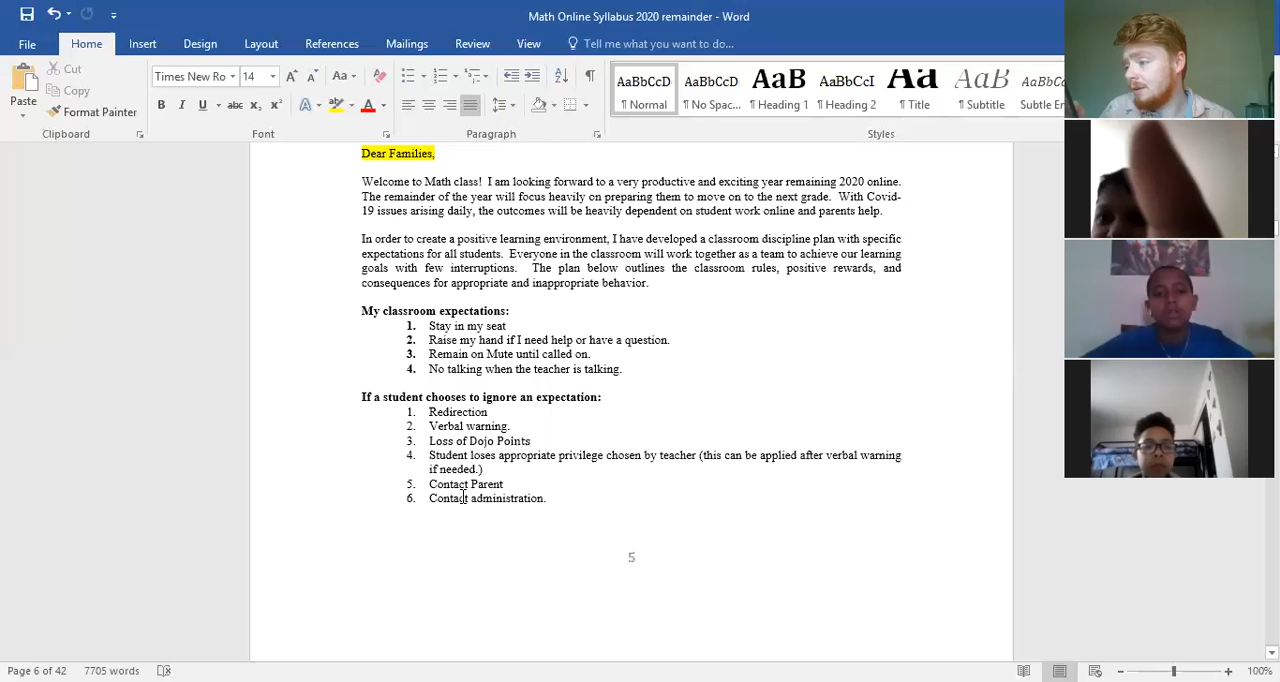 Math Online Syllabus 2020 remainder - Word
File Home Insert Design Layout References Mailings Review View Tell me what you want to do...
Cut
Copy
Format Painter
Paste
Clipboard
Times New Ro 14
Font
Paragraph
AaBbCcD AaBbCcD AaB AaBbCcI Aa AaBbCcD AaBbC
¶ Normal ¶ No Spac... ¶ Heading 1 ¶ Heading 2 ¶ Title ¶ Subtitle Subtle En
Styles
Dear Families,
Welcome to Math class! I am looking forward to a very productive and exciting year remaining 2020 online.
The remainder of the year will focus heavily on preparing them to move on to the next grade. With Covid-
19 issues arising daily, the outcomes will be heavily dependent on student work online and parents help.
In order to create a positive learning environment, I have developed a classroom discipline plan with specific
expectations for all students. Everyone in the classroom will work together as a team to achieve our learning
goals with few interruptions. The plan below outlines the classroom rules, positive rewards, and
consequences for appropriate and inappropriate behavior.
My classroom expectations:
1. Stay in my seat
2. Raise my hand if I need help or have a question.
3. Remain on Mute until called on.
4. No talking when the teacher is talking.
If a student chooses to ignore an expectation:
1. Redirection
2. Verbal warning.
3. Loss of Dojo Points
4. Student loses appropriate privilege chosen by teacher (this can be applied after verbal warning
if needed.)
5. Contact Parent
6. Contact administration.
5
Page 6 of 42 7705 words 100%